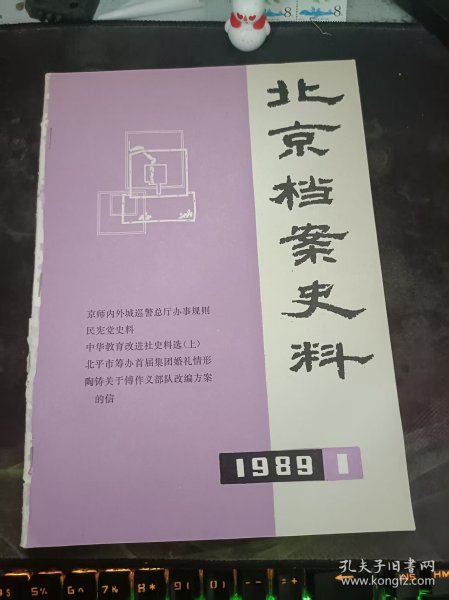 北京档案史料
京师内外城巡警总厅办事规则
民宪党史料
中华教育改进社史料选(上)
北平市筹办首届集团婚礼情形
陶铸关于傅作义部队改编方案
的信
1989 1
孔夫子旧书网
www.kongfz.com